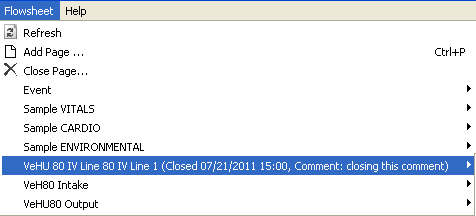 Flowsheet Help
Refresh
Add Page ... Ctrl+P
Close Page...
Event
Sample VITALS
Sample CARDIO
Sample ENVIRONMENTAL
VeHU 80 IV Line 80 IV Line 1 (Closed 07/21/2011 15:00, Comment: closing this comment)
VeH80 Intake
VeHU80 Output